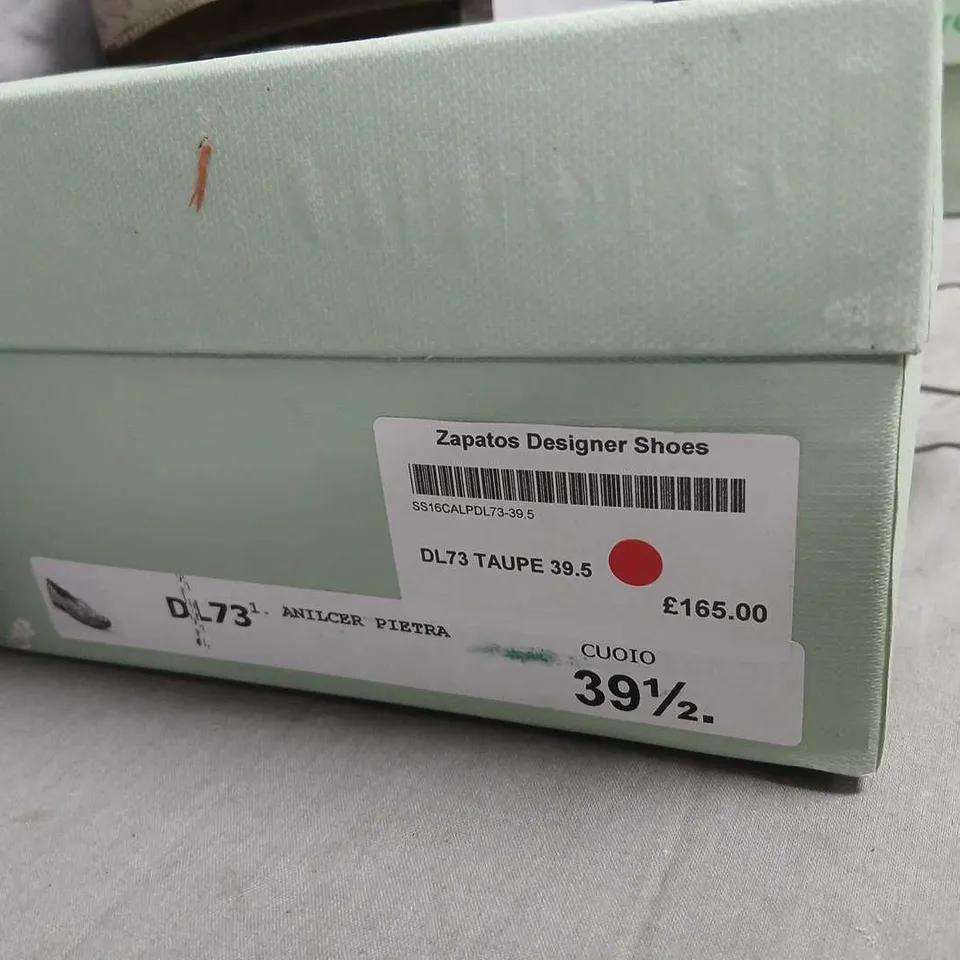 Zapatos Designer Shoes
SS16CALPDL73-39.5
DL73 TAUPE 39.5
£165.00
DL73 1. ANILCER PIETRA
CUOIO
39½.